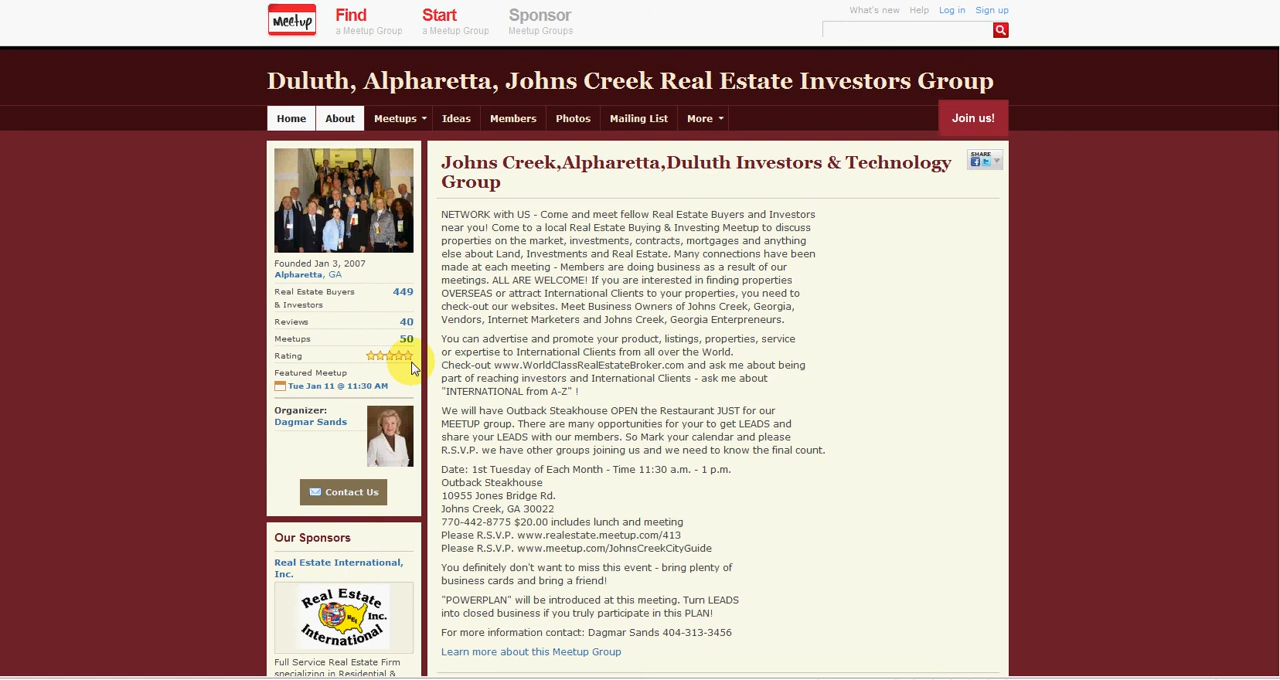 What's new Help Log in Sign up
Meetup
Find
a Meetup Group
Start
a Meetup Group
Sponsor
Meetup Groups
Duluth, Alpharetta, Johns Creek Real Estate Investors Group
Home About Meetups Ideas Members Photos Mailing List More Join us!
Founded Jan 3, 2007
Alpharetta, GA
Real Estate Buyers 449
& Investors
Reviews 40
Meetups 50
Rating
Featured Meetup
Tue Jan 11 @ 11:30 AM
Organizer:
Dagmar Sands
Contact Us
Our Sponsors
Real Estate International,
Inc.
Real Estate
Inc.
International
Full Service Real Estate Firm
specializing in Residential &
SHARE
Johns Creek,Alpharetta,Duluth Investors & Technology
Group
NETWORK with US - Come and meet fellow Real Estate Buyers and Investors
near you! Come to a local Real Estate Buying & Investing Meetup to discuss
properties on the market, investments, contracts, mortgages and anything
else about Land, Investments and Real Estate. Many connections have been
made at each meeting - Members are doing business as a result of our
meetings. ALL ARE WELCOME! If you are interested in finding properties
OVERSEAS or attract International Clients to your properties, you need to
check-out our websites. Meet Business Owners of Johns Creek, Georgia,
Vendors, Internet Marketers and Johns Creek, Georgia Enterpreneurs.
You can advertise and promote your product, listings, properties, service
or expertise to International Clients from all over the World.
Check-out www.WorldClassRealEstateBroker.com and ask me about being
part of reaching investors and International Clients - ask me about
"INTERNATIONAL from A-Z" !
We will have Outback Steakhouse OPEN the Restaurant JUST for our
MEETUP group. There are many opportunities for your to get LEADS and
share your LEADS with our members. So Mark your calendar and please
R.S.V.P. we have other groups joining us and we need to know the final count.
Date: 1st Tuesday of Each Month - Time 11:30 a.m. - 1 p.m.
Outback Steakhouse
10955 Jones Bridge Rd.
Johns Creek, GA 30022
770-442-8775 $20.00 includes lunch and meeting
Please R.S.V.P. www.realestate.meetup.com/413
Please R.S.V.P. www.meetup.com/JohnsCreekCityGuide
You definitely don't want to miss this event - bring plenty of
business cards and bring a friend!
"POWERPLAN" will be introduced at this meeting. Turn LEADS
into closed business if you truly participate in this PLAN!
For more information contact: Dagmar Sands 404-313-3456
Learn more about this Meetup Group